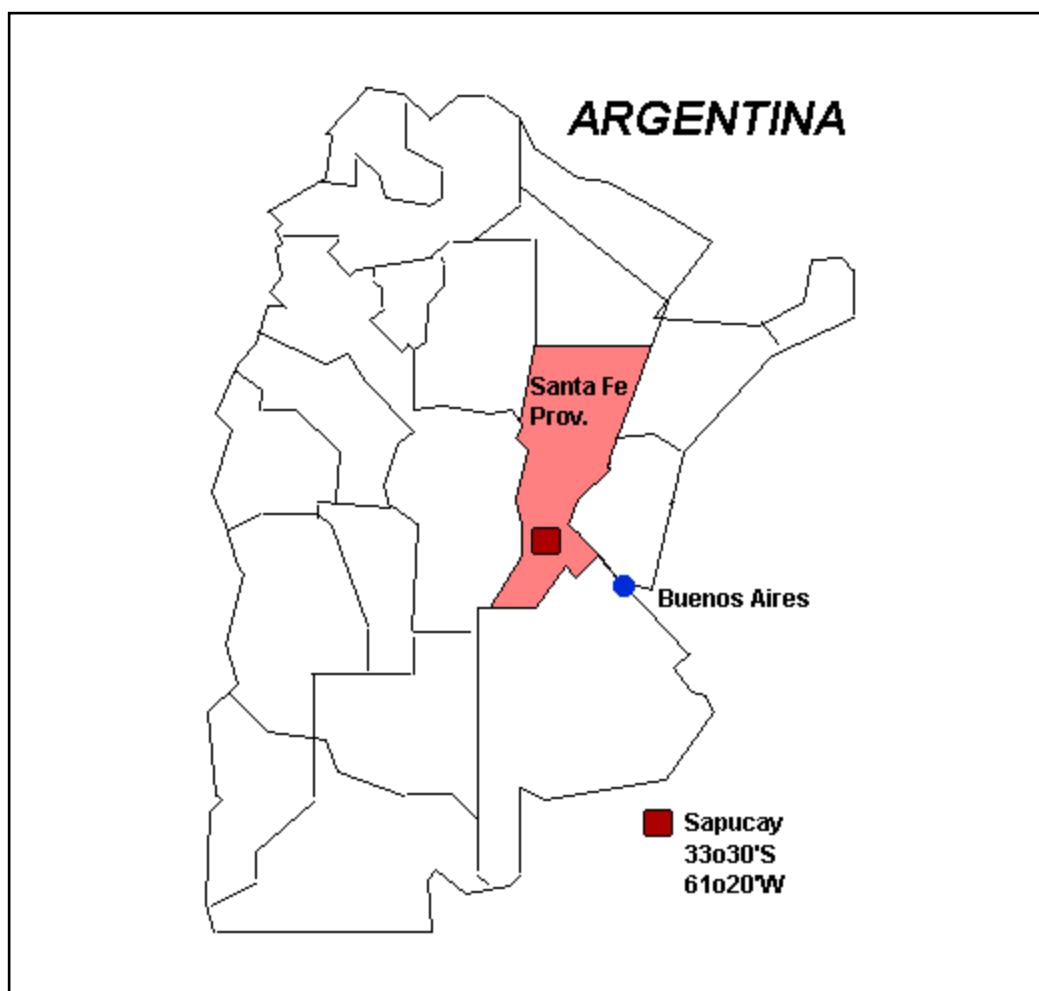 ARGENTINA
Santa Fe
Prov.
Buenos Aires
Sapucay
33o30'S
61o20'W